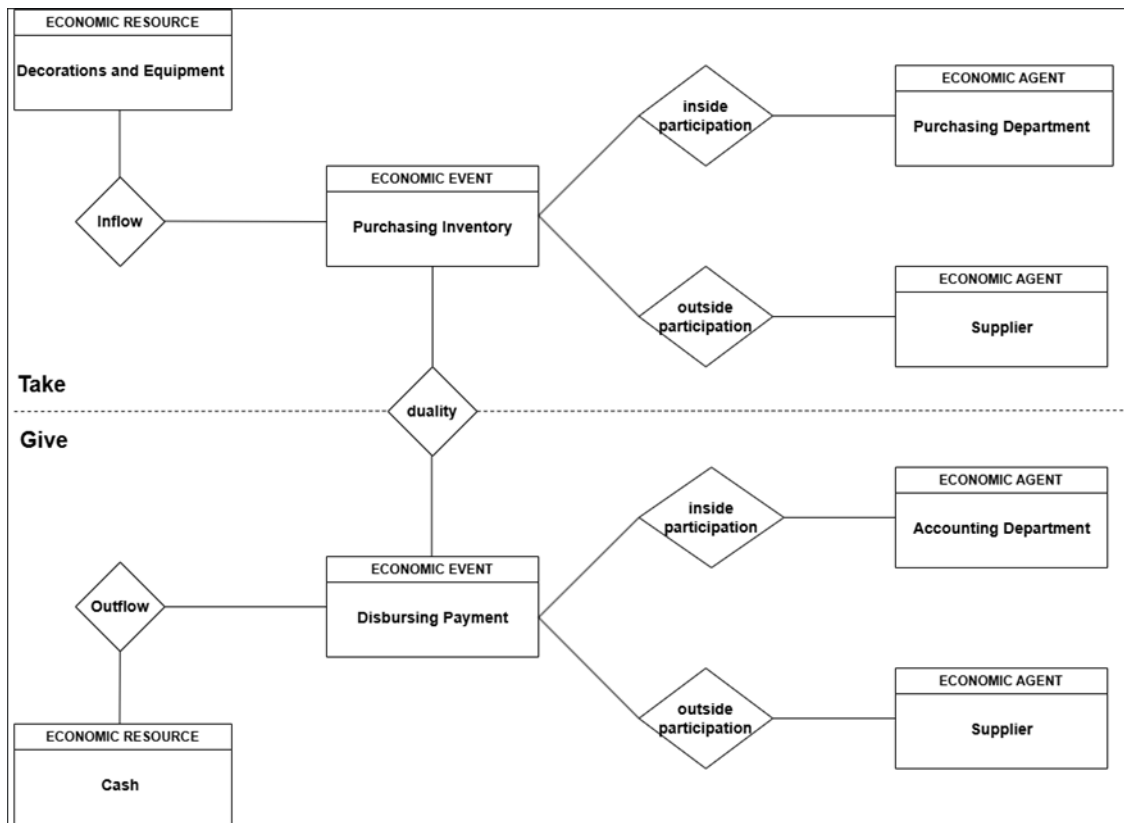 ECONOMIC RESOURCE
Decorations and Equipment
Inflow
ECONOMIC EVENT
Purchasing Inventory
inside
participation
ECONOMIC AGENT
Purchasing Department
outside
participation
ECONOMIC AGENT
Supplier
Take
duality
Give
ECONOMIC EVENT
Disbursing Payment
inside
participation
ECONOMIC AGENT
Accounting Department
Outflow
outside
participation
ECONOMIC AGENT
Supplier
ECONOMIC RESOURCE
Cash